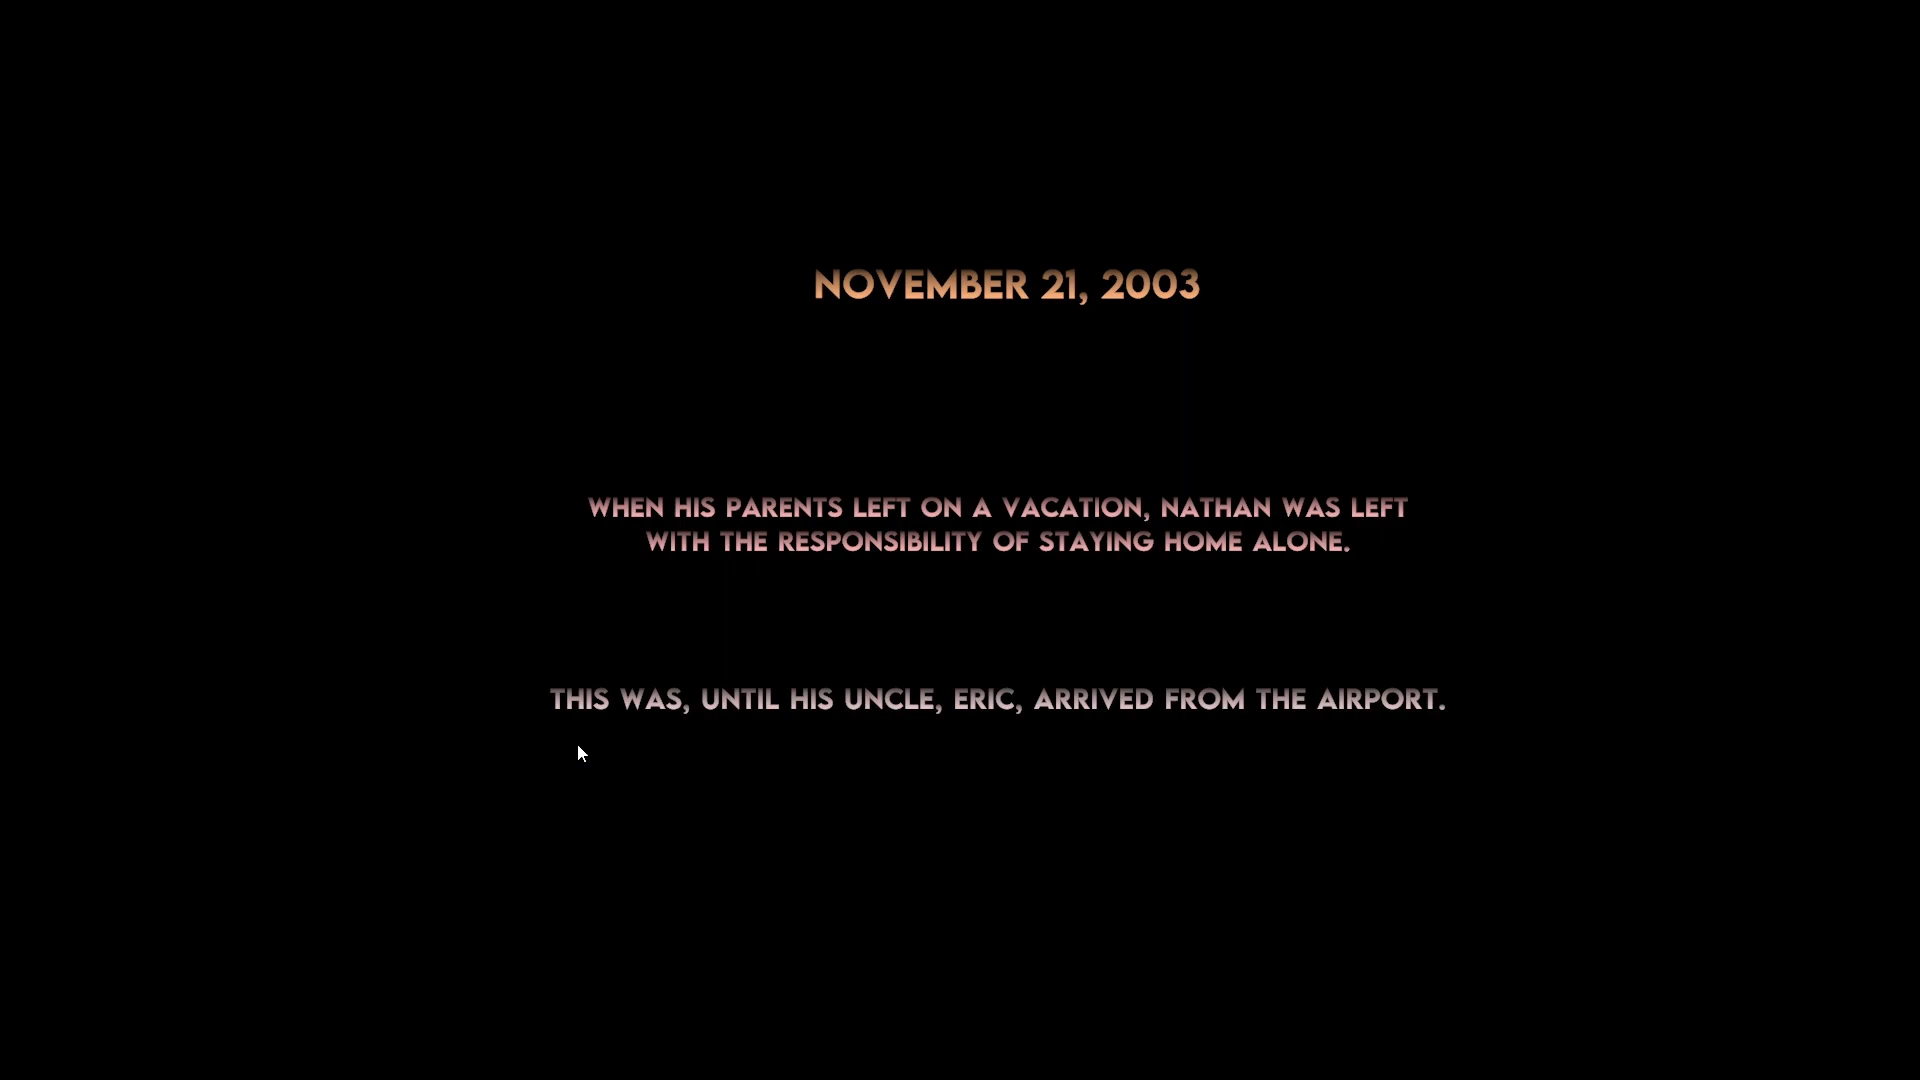 NOVEMBER 21, 2003
WHEN HIS PARENTS LEFT ON A VACATION, NATHAN WAS LEFT
WITH THE RESPONSIBILITY OF STAYING HOME ALONE.
THIS WAS, UNTIL HIS UNCLE, ERIC, ARRIVED FROM THE AIRPORT.